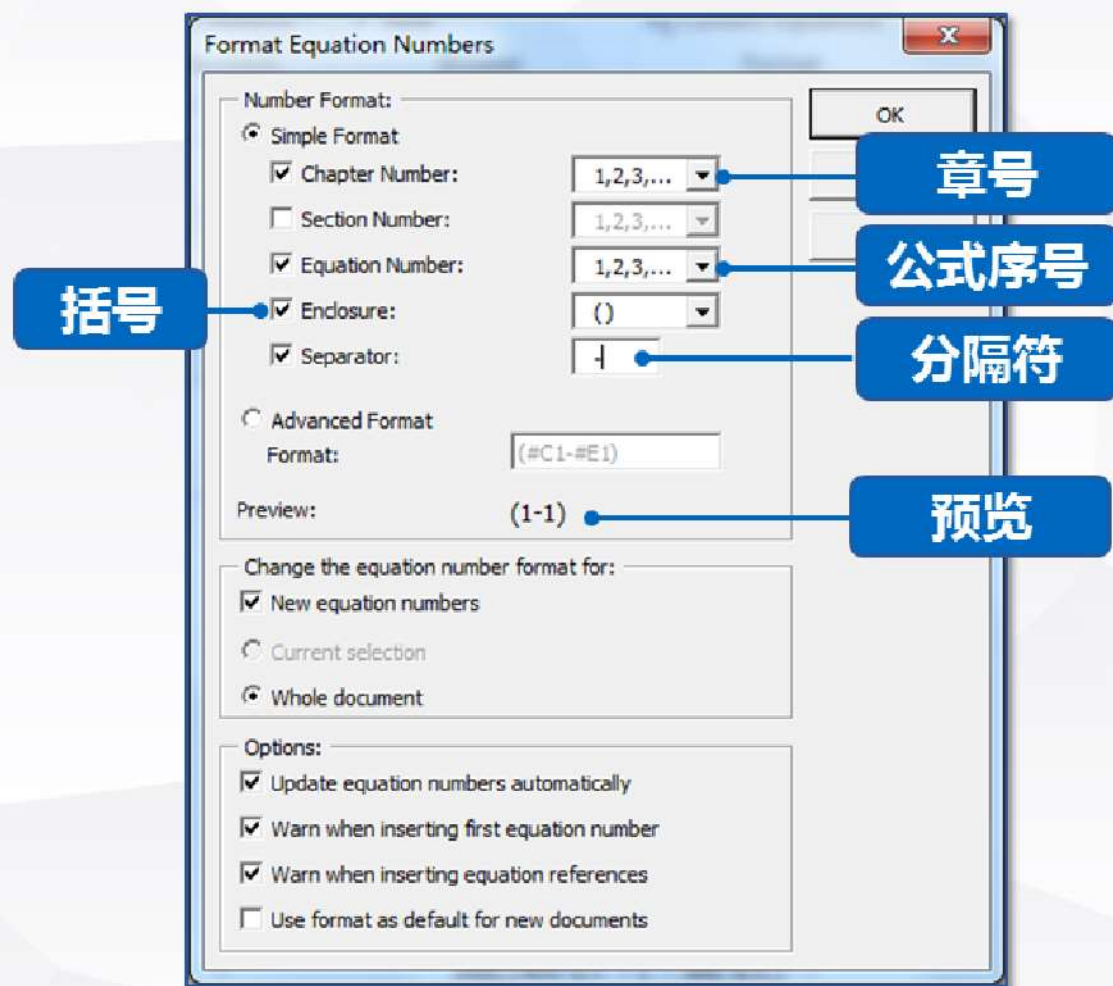 Format Equation Numbers
Number Format:
OK
Simple Format
Chapter Number: 1,2,3,... 章号
Section Number: 1,2,3,...
Equation Number: 1,2,3,... 公式序号
括号 Enclosure: ()
Separator: - 分隔符
Advanced Format
Format: (#C1-#E1)
Preview: (1-1) 预览
Change the equation number format for:
New equation numbers
Current selection
Whole document
Options:
Update equation numbers automatically
Warn when inserting first equation number
Warn when inserting equation references
Use format as default for new documents